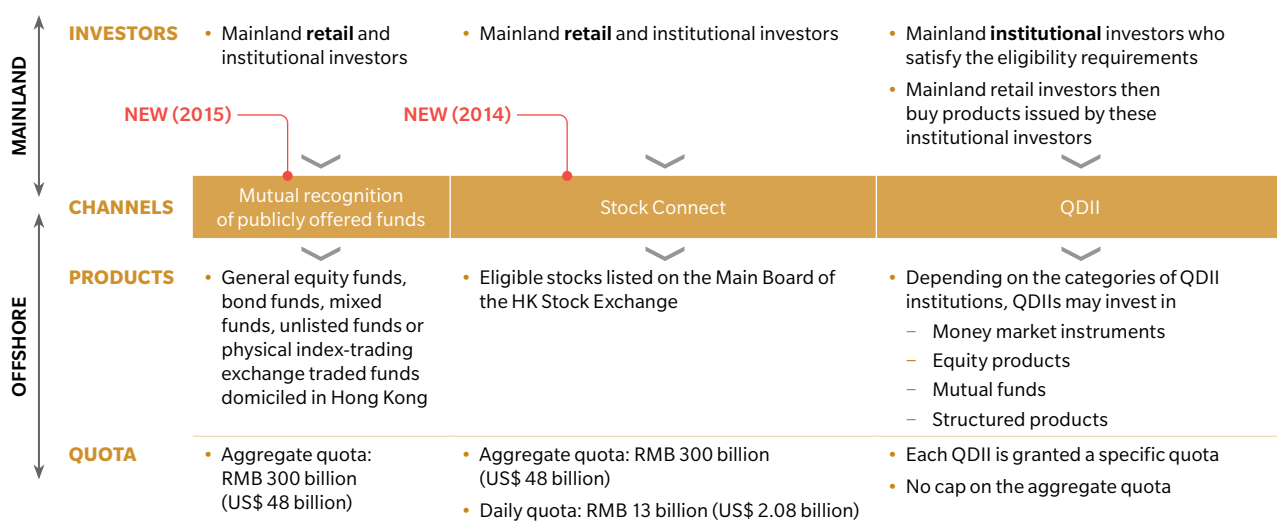 MAINLAND
INVESTORS
• Mainland retail and
institutional investors
• Mainland retail and institutional investors
• Mainland institutional investors who
satisfy the eligibility requirements
• Mainland retail investors then
buy products issued by these
institutional investors
NEW (2015)
NEW (2014)
CHANNELS
Mutual recognition
of publicly offered funds
Stock Connect
QDII
OFFSHORE
PRODUCTS
• General equity funds,
bond funds, mixed
funds, unlisted funds or
physical index-trading
exchange traded funds
domiciled in Hong Kong
• Eligible stocks listed on the Main Board of
the HK Stock Exchange
• Depending on the categories of QDII
institutions, QDIIs may invest in
– Money market instruments
– Equity products
– Mutual funds
– Structured products
QUOTA
• Aggregate quota:
RMB 300 billion
(US$ 48 billion)
• Aggregate quota: RMB 300 billion
(US$ 48 billion)
• Daily quota: RMB 13 billion (US$ 2.08 billion)
• Each QDII is granted a specific quota
• No cap on the aggregate quota